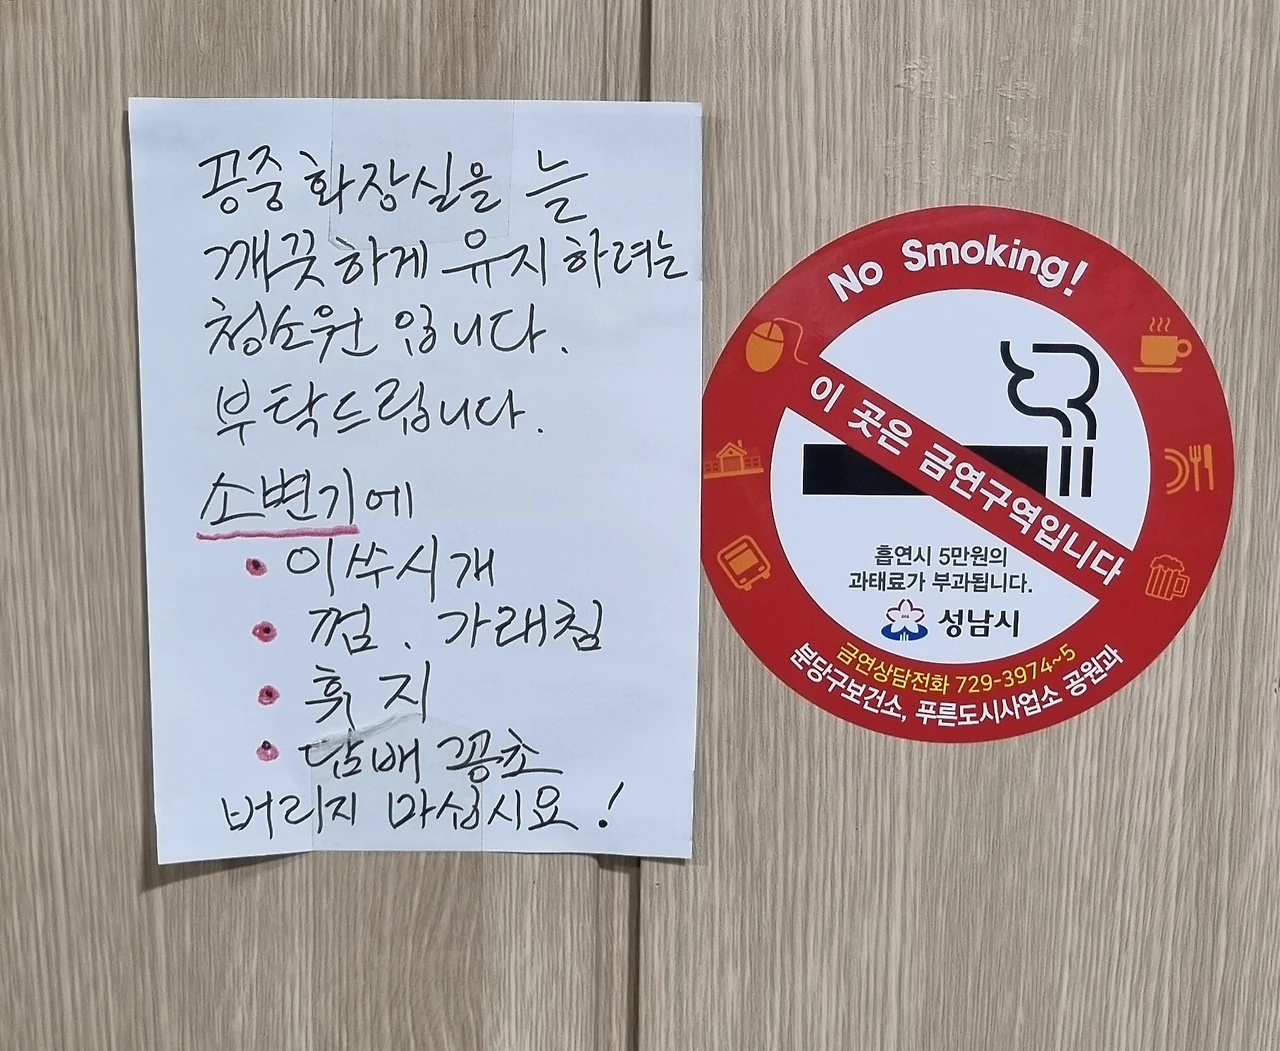 공중화장실을 늘
깨끗하게 유지하려는
청소원 입니다.
부탁드립니다.
소변기에
• 이쑤시개
• 껌. 가래침
• 휴지
• 담배 꽁초
버리지 마십시요!
No Smoking!
이 곳은 금연구역입니다
흡연시 5만원의
과태료가 부과됩니다.
성남시
금연상담전화 729-3974~5
분당구보건소, 푸른도시사업소 공원과